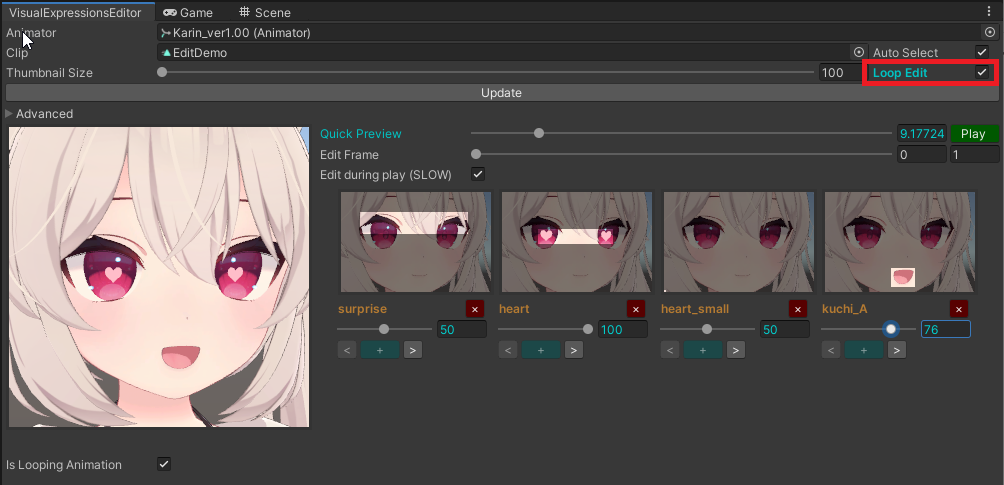 VisualExpressionsEditor Game Scene
Animator Karin_ver1.00 (Animator)
Clip EditDemo Auto Select
Thumbnail Size 100 Loop Edit
Update
Advanced
Quick Preview 9.17724 Play
Edit Frame 0 1
Edit during play (SLOW)
surprise × heart × heart_small × kuchi_A ×
50 100 50 76
< + > < + > < + > < + >
Is Looping Animation